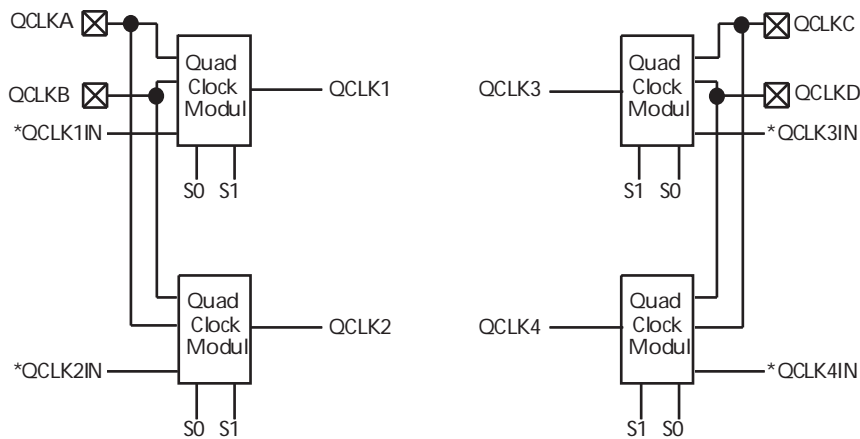 QCLKA
QCLKC
Quad
Clock
Modul
Quad
Clock
Modul
QCLKB
QCLK1
QCLK3
QCLKD
*QCLK1IN
*QCLK3IN
S0 S1
S1 S0
Quad
Clock
Modul
Quad
Clock
Modul
QCLK2
QCLK4
*QCLK2IN
*QCLK4IN
S0 S1
S1 S0